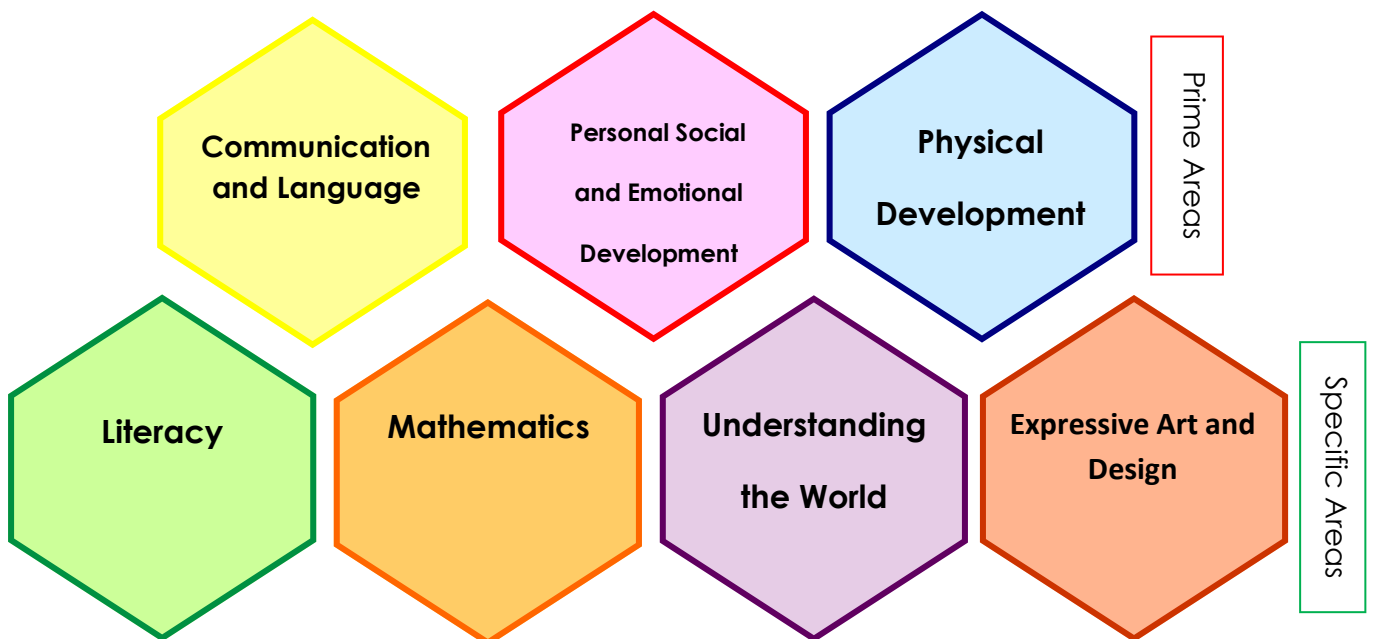 Communication
and Language
Personal Social
and Emotional
Development
Physical
Development
Prime Areas
Literacy
Mathematics
Understanding
the World
Expressive Art and
Design
Specific Areas